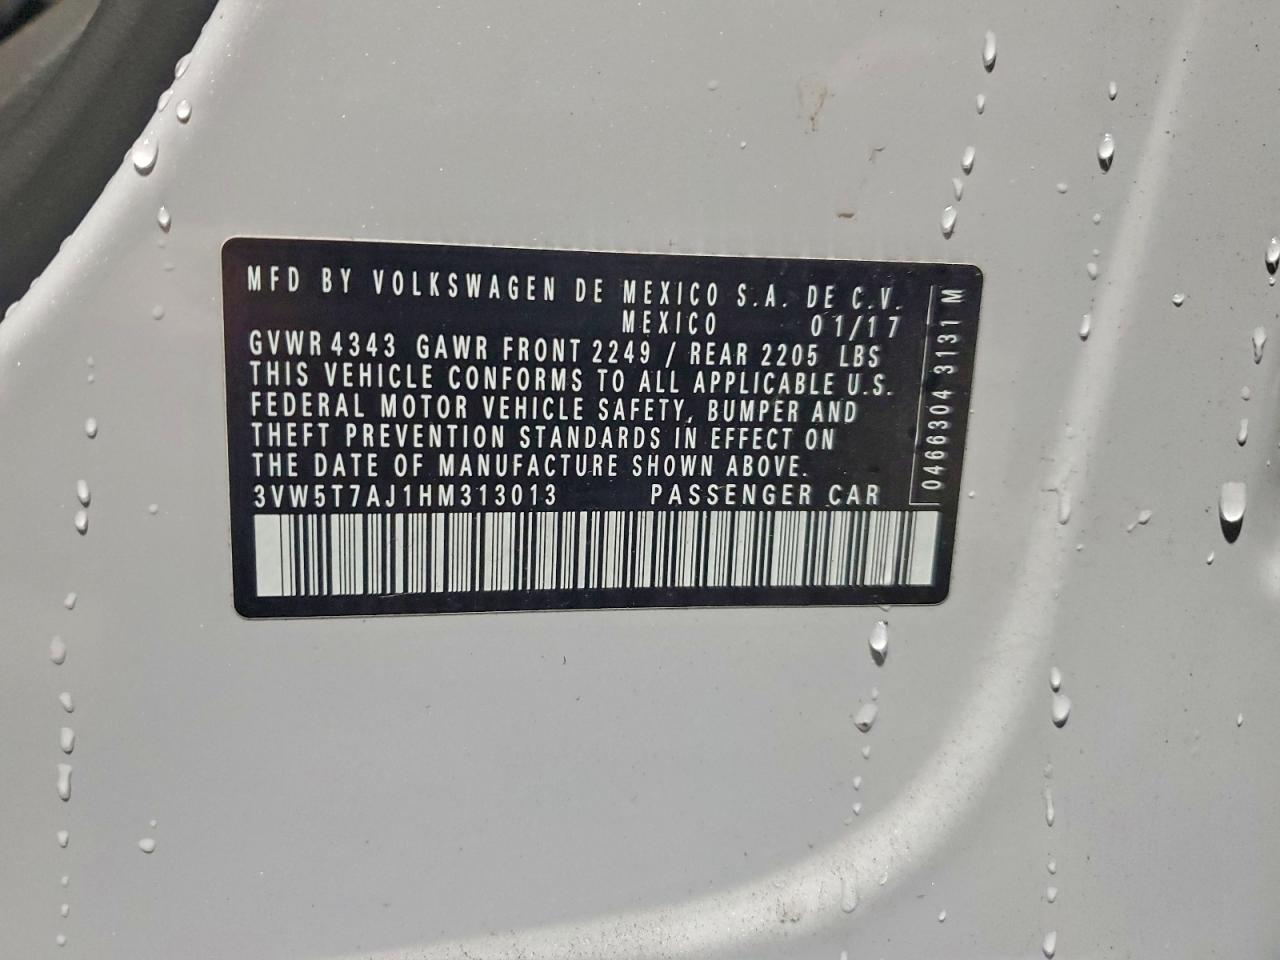 MFD BY VOLKSWAGEN DE MEXICO S.A. DE C.V.
MEXICO 01/17
GVWR 4343 GAWR FRONT 2249 / REAR 2205 LBS
THIS VEHICLE CONFORMS TO ALL APPLICABLE U.S.
FEDERAL MOTOR VEHICLE SAFETY, BUMPER AND
THEFT PREVENTION STANDARDS IN EFFECT ON
THE DATE OF MANUFACTURE SHOWN ABOVE.
3VW5T7AJ1HM313013 PASSENGER CAR
0466304 3131 M